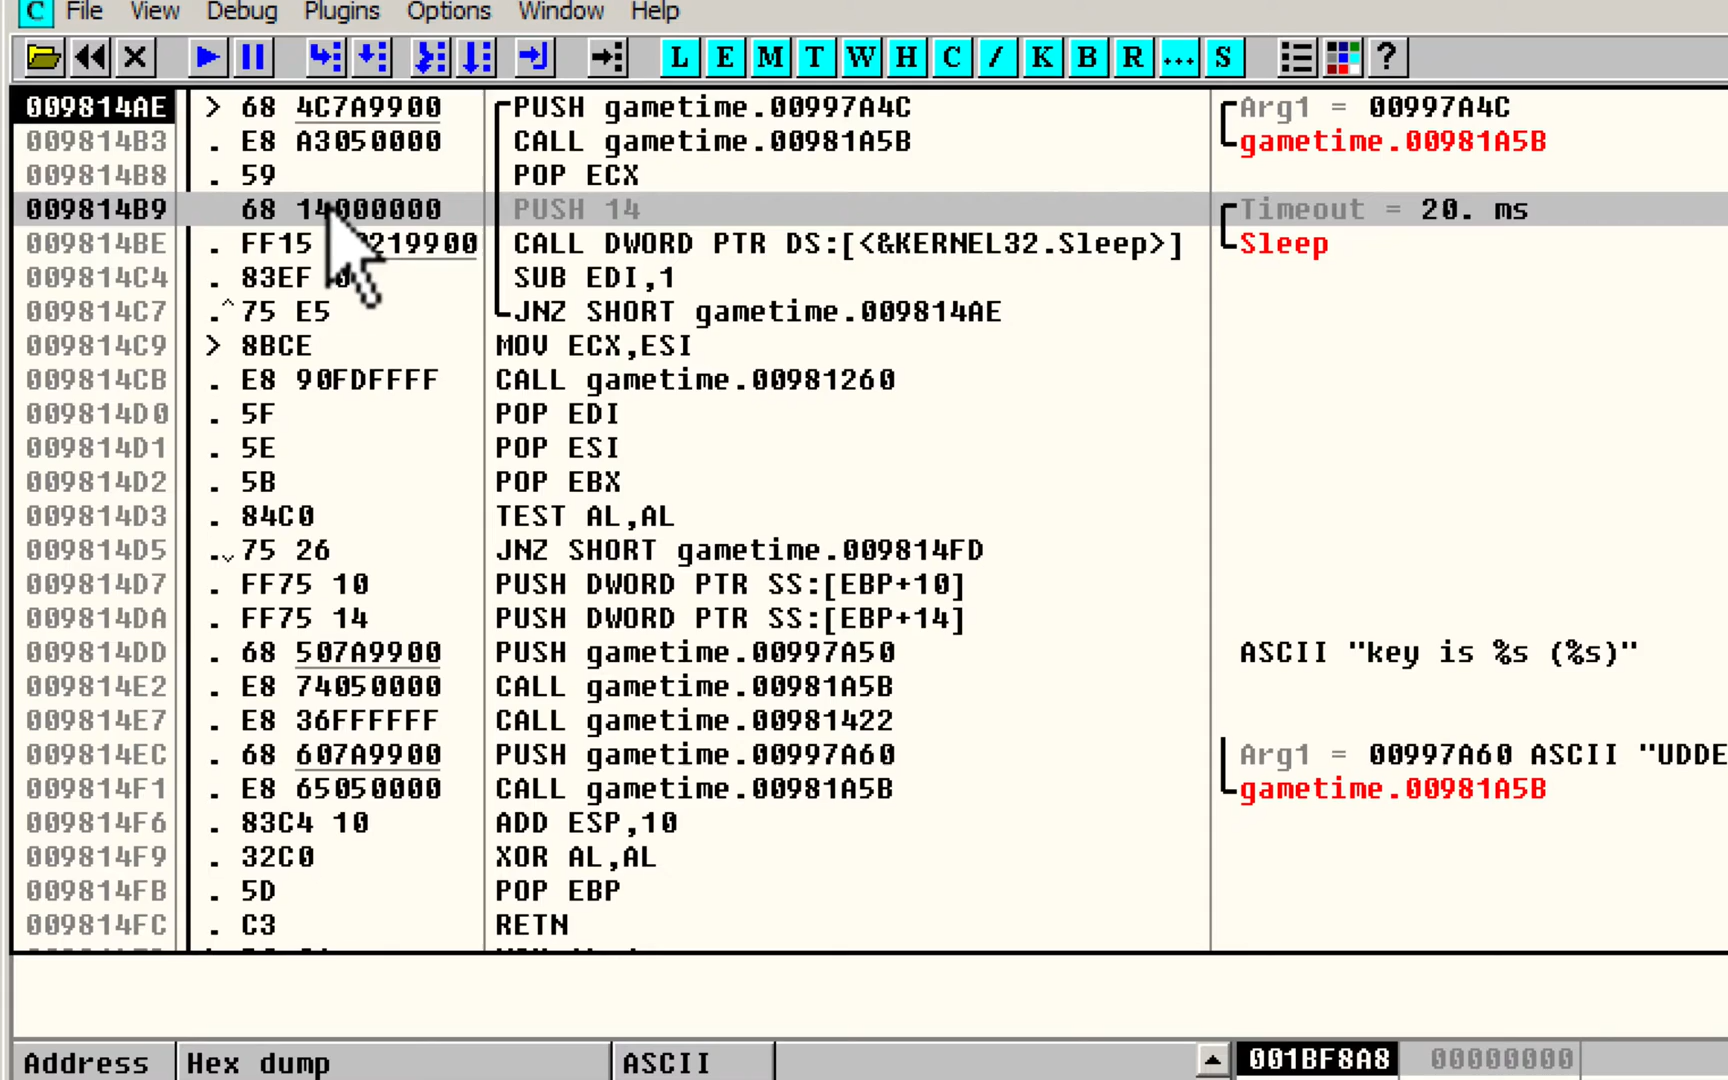 C File View Debug Plugins Options Window Help
L E M T W H C / K B R ... S ?
009814AE > 68 4C7A9900 PUSH gametime.00997A4C Arg1 = 00997A4C
009814B3 . E8 A3050000 CALL gametime.00981A5B gametime.00981A5B
009814B8 . 59 POP ECX
009814B9 68 14000000 PUSH 14 Timeout = 20. ms
009814BE . FF15 219900 CALL DWORD PTR DS:[<&KERNEL32.Sleep>] Sleep
009814C4 . 83EF SUB EDI,1
009814C7 .^ 75 E5 JNZ SHORT gametime.009814AE
009814C9 > 8BCE MOV ECX,ESI
009814CB . E8 90FDFFFF CALL gametime.00981260
009814D0 . 5F POP EDI
009814D1 . 5E POP ESI
009814D2 . 5B POP EBX
009814D3 . 84C0 TEST AL,AL
009814D5 .v 75 26 JNZ SHORT gametime.009814FD
009814D7 . FF75 10 PUSH DWORD PTR SS:[EBP+10]
009814DA . FF75 14 PUSH DWORD PTR SS:[EBP+14]
009814DD . 68 507A9900 PUSH gametime.00997A50 ASCII "key is %s (%s)"
009814E2 . E8 74050000 CALL gametime.00981A5B
009814E7 . E8 36FFFFFF CALL gametime.00981422
009814EC . 68 607A9900 PUSH gametime.00997A60 Arg1 = 00997A60 ASCII "UDDE
009814F1 . E8 65050000 CALL gametime.00981A5B gametime.00981A5B
009814F6 . 83C4 10 ADD ESP,10
009814F9 . 32C0 XOR AL,AL
009814FB . 5D POP EBP
009814FC . C3 RETN
Address Hex dump ASCII 001BF8A8 00000000